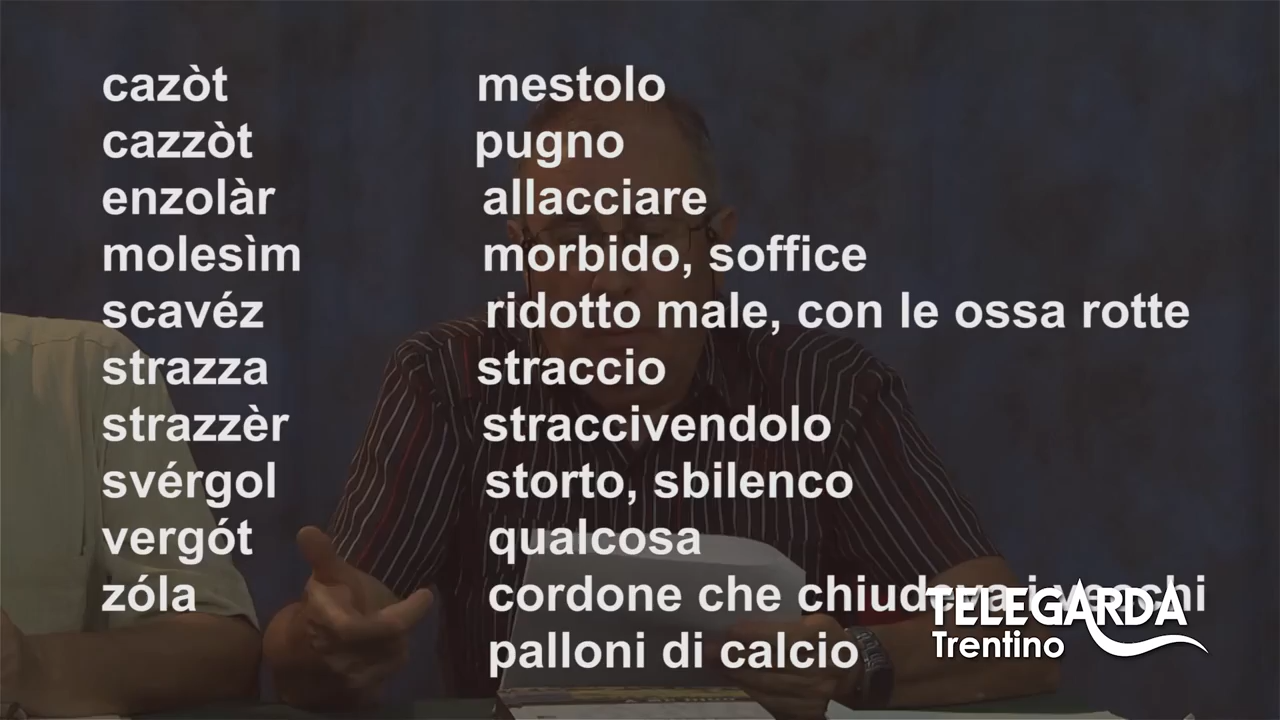 cazòt mestolo
cazzòt pugno
enzolàr allacciare
molesìm morbido, soffice
scavéz ridotto male, con le ossa rotte
strazza straccio
strazzèr straccivendolo
svérgol storto, sbilenco
vergót qualcosa
zóla cordone che chiudeva i vecchi
palloni di calcio
TELEGARDA
Trentino